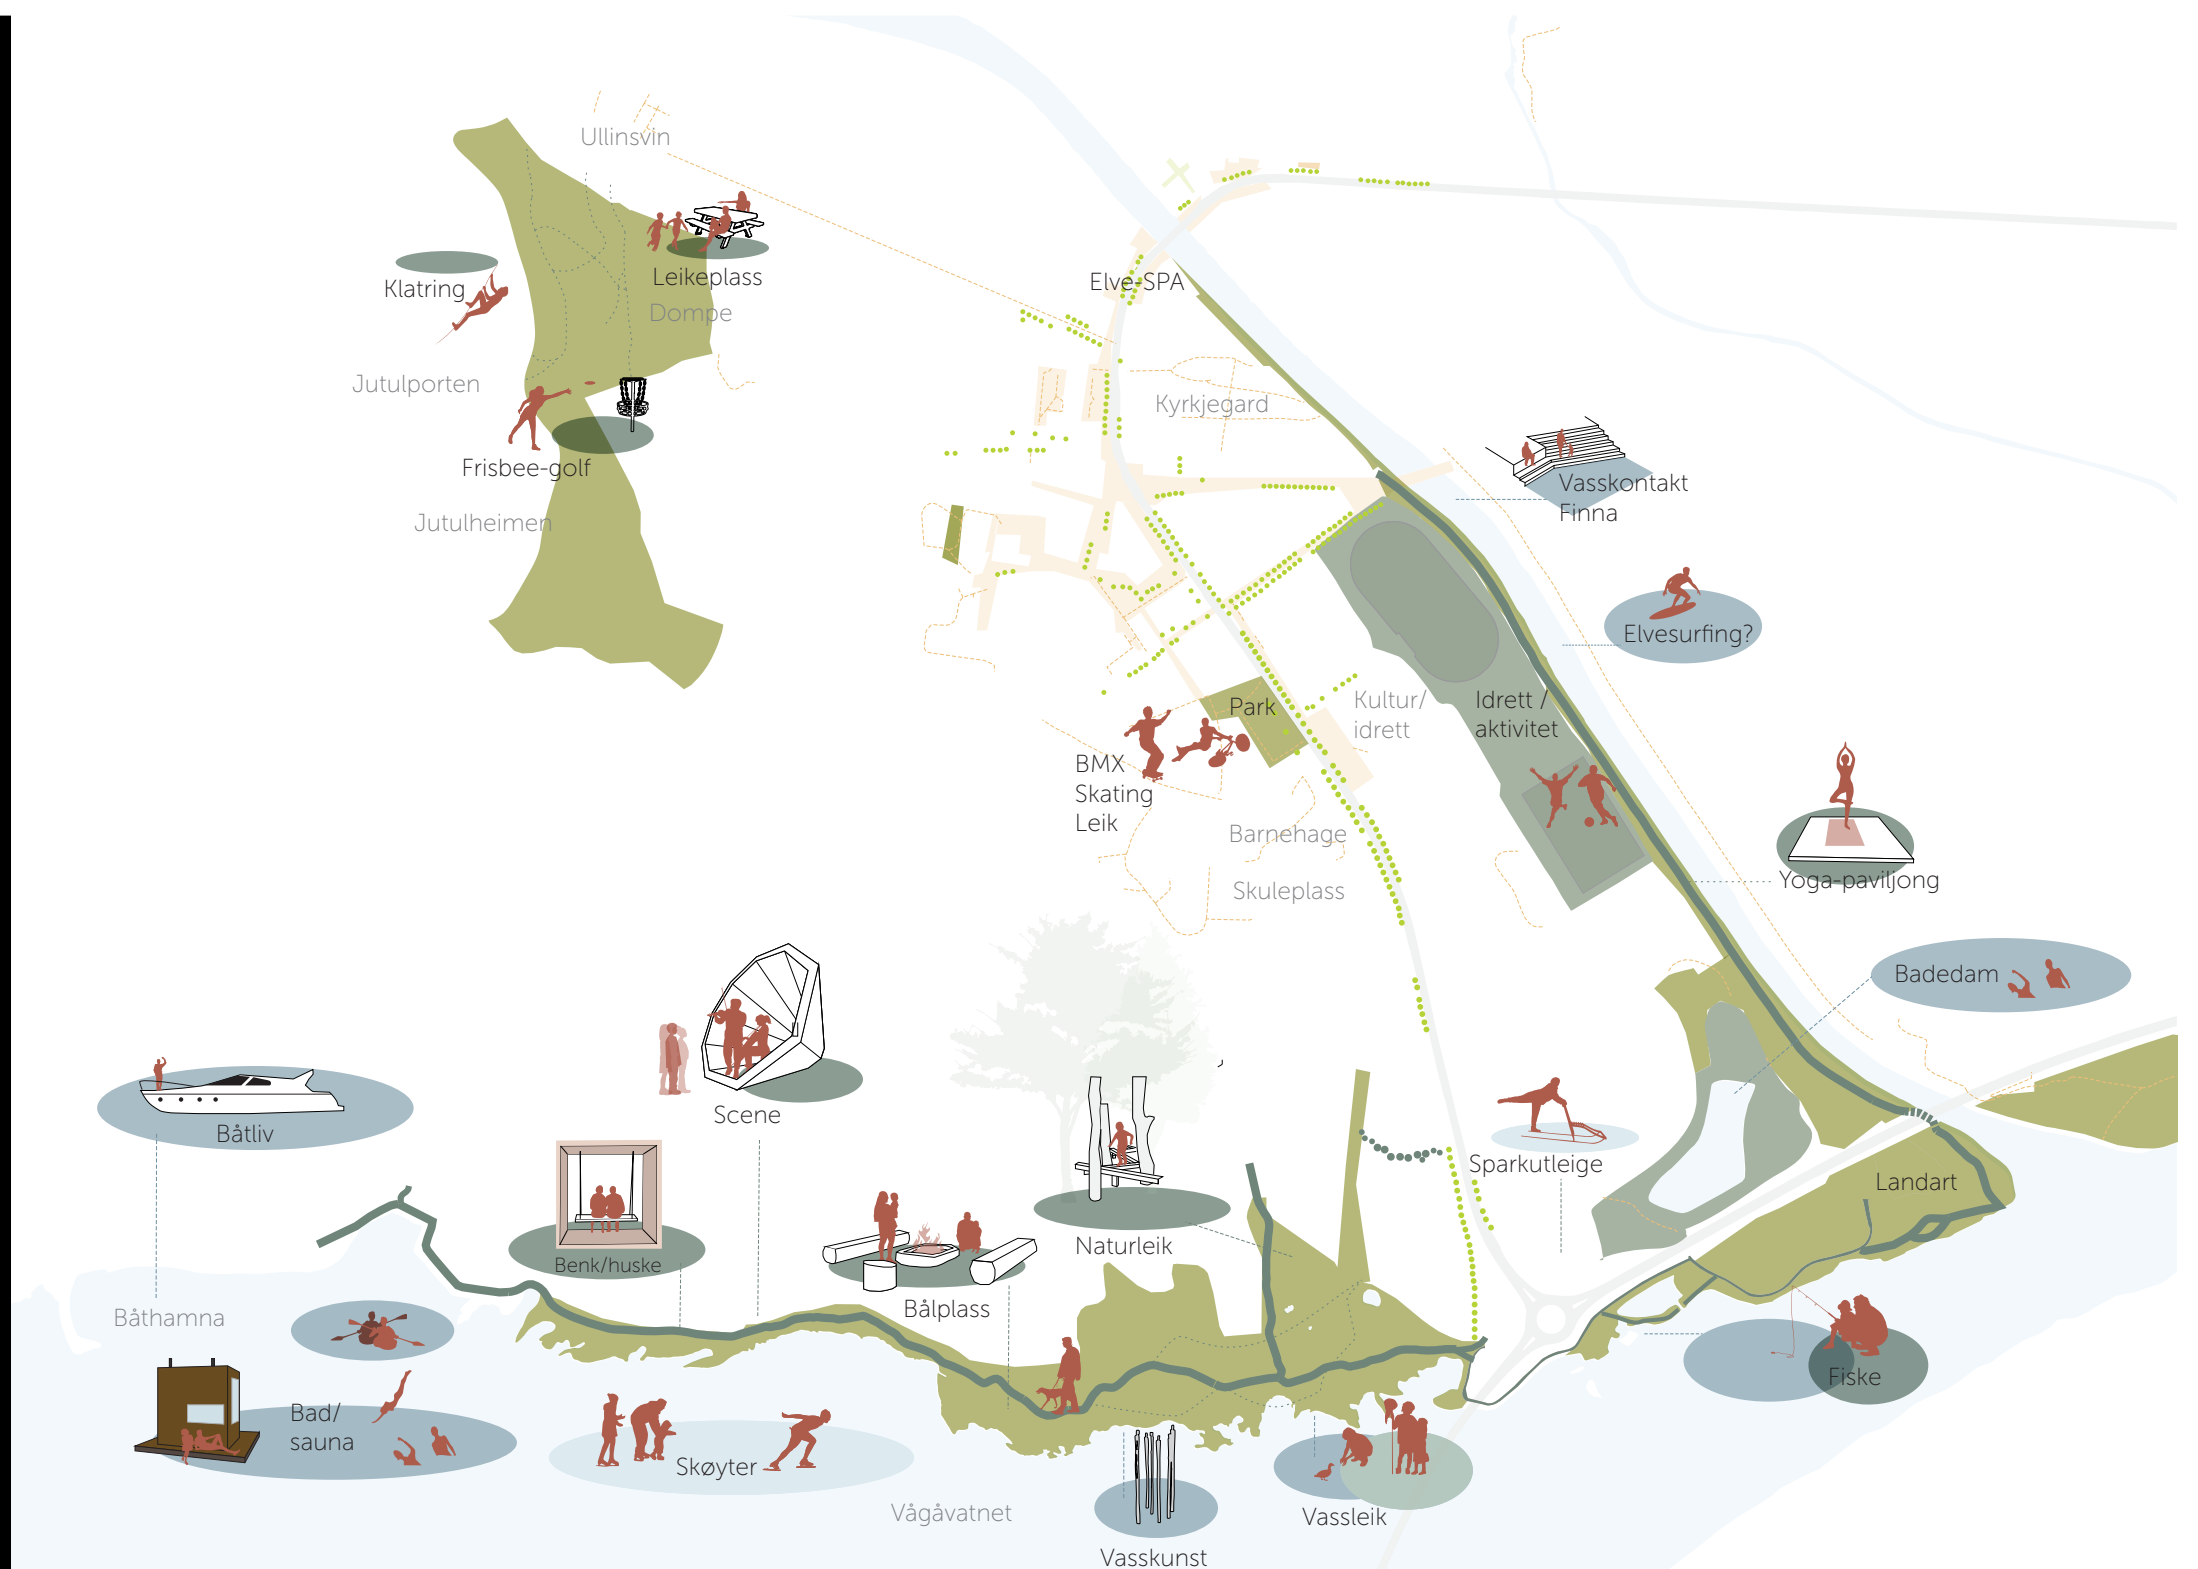 Ullinsvin
Klatring
Leikeplass
Dompe
Elve-SPA
Jutulporten
Kyrkjegard
Frisbee-golf
Jutulheimen
Vasskontakt
Finna
Elvesurfing?
Park
Kultur/
idrett
Idrett /
aktivitet
BMX
Skating
Leik
Barnehage
Skuleplass
Yoga-paviljong
Badedam
Scene
Båtliv
Sparkutleige
Landart
Naturleik
Benk/huske
Bålplass
Båthamna
Fiske
Bad/
sauna
Skøyter
Vågåvatnet
Vassleik
Vasskunst